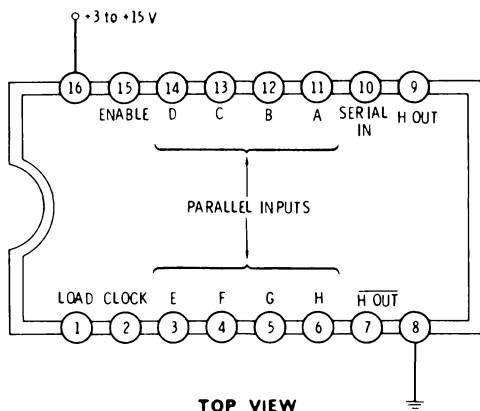 +3 to +15 V
16 15 14 13 12 11 10 9
ENABLE D C B A SERIAL IN H OUT
PARALLEL INPUTS
LOAD CLOCK E F G H H OUT
1 2 3 4 5 6 7 8
TOP VIEW